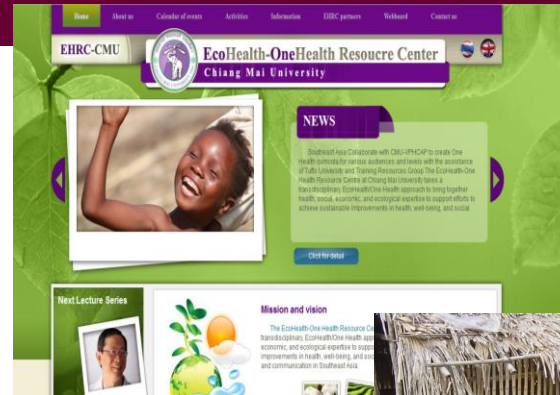 Home About us Calendar of events Activities Information EHRC partners Webboard Contact us
EHRC-CMU
EcoHealth-OneHealth Resoucre Center
Chiang Mai University
NEWS
Southeast Asia Collaborate with CMU-VPHCAP to create One
Health curricula for various audiences and levels with the assistance
of Tufts University and Training Resources Group The EcoHealth-One
Health Resource Centre at Chiang Mai University takes a
transdisciplinary EcoHealth/One Health approach to bring together
health, social, economic, and ecological expertise to support efforts to
achieve sustainable improvements in health, well-being, and social
Click for detail
Next Lecture Series
Mission and vision
The EcoHealth-One Health Resource Ce
transdisciplinary, EcoHealth/One Health app
economic, and ecological expertise to suppo
improvements in health, well-being, and soc
and communication in Southeast Asia.